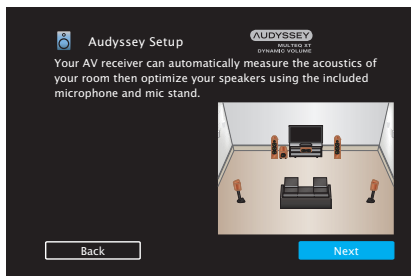 Audyssey Setup
AUDYSSEY
MULTEQ XT
DYNAMIC VOLUME
Your AV receiver can automatically measure the acoustics of
your room then optimize your speakers using the included
microphone and mic stand.
Back
Next